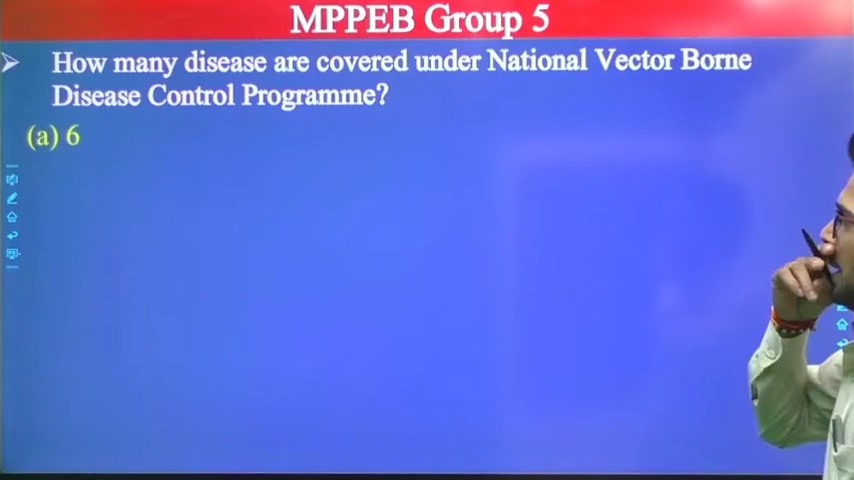 MPPEB Group 5
How many disease are covered under National Vector Borne
Disease Control Programme?
(a) 6